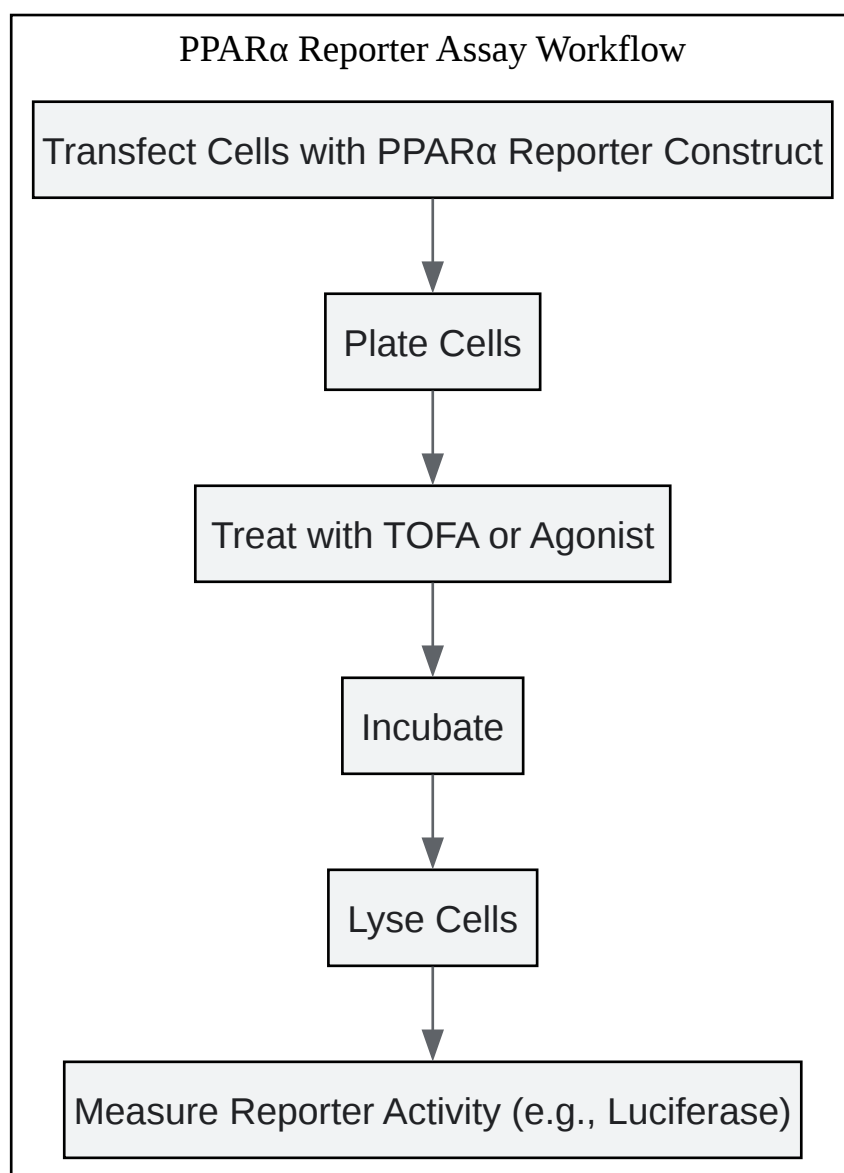 PPARα Reporter Assay Workflow
Transfect Cells with PPARα Reporter Construct
Plate Cells
Treat with TOFA or Agonist
Incubate
Lyse Cells
Measure Reporter Activity (e.g., Luciferase)